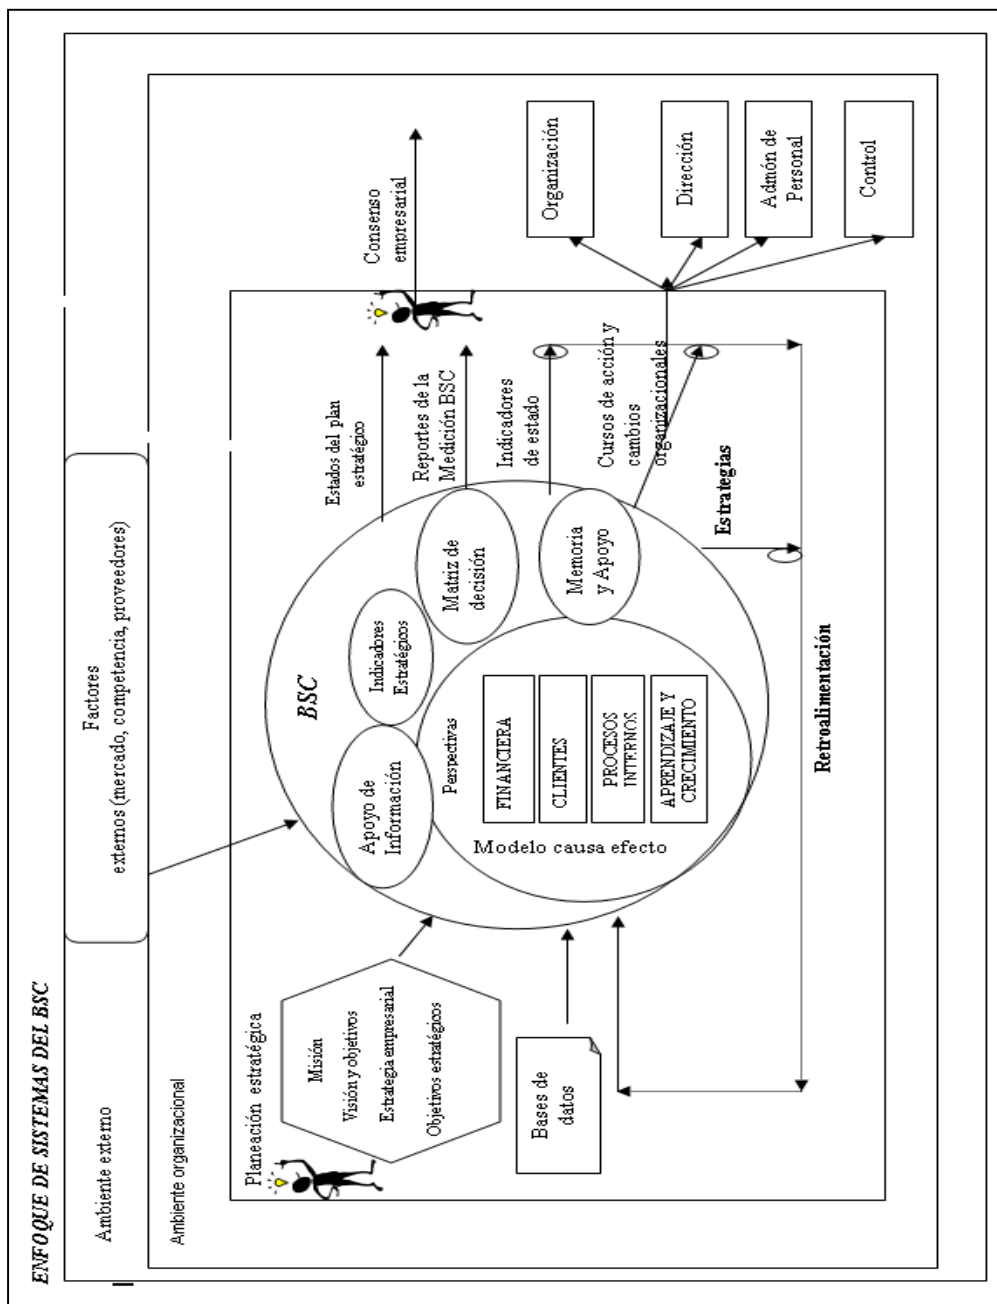 ENFOQUE DE SISTEMAS DEL BSC
Ambiente externo
Factores
externos (mercado, competencia, proveedores)
Ambiente organizacional
Planeación estratégica
Misión
Visión y objetivos
Estrategia empresarial
Objetivos estratégicos
Bases de
datos
BSC
Apoyo de
Información
Indicadores
Estratégicos
Matriz de
decisión
Memoria
y Apoyo
Perspectivas
FINANCIERA
CLIENTES
PROCESOS
INTERNOS
APRENDIZAJE Y
CRECIMIENTO
Modelo causa efecto
Estados del plan
estratégico
Reportes de la
Medición BSC
Indicadores
de estado
Cursos de acción y
cambios
organizacionales
Estrategias
Retroalimentación
Consenso
empresarial
Organización
Dirección
Admón de
Personal
Control